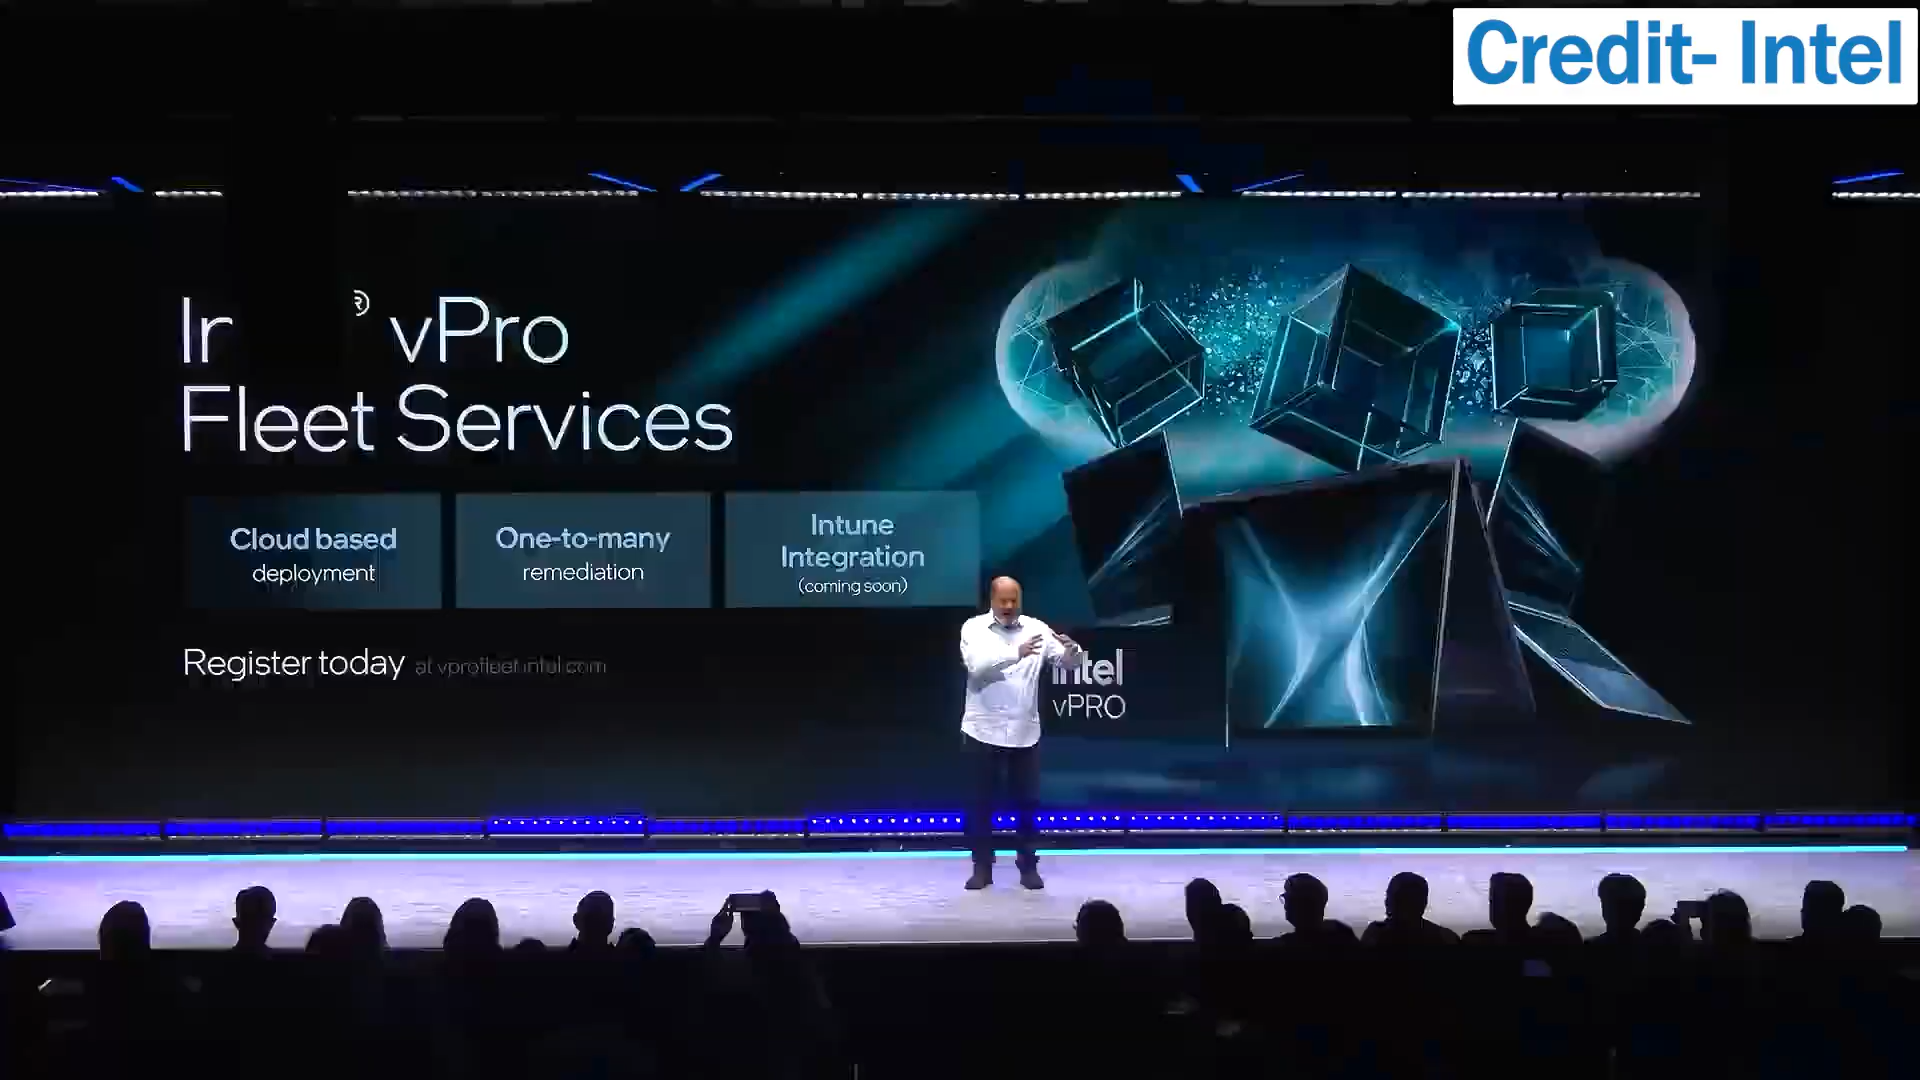 Credit- Intel
® vPro
Fleet Services
Cloud based
deployment
One-to-many
remediation
Intune
Integration
(coming soon)
Register today at vprofleet.intel.com
intel
vPRO